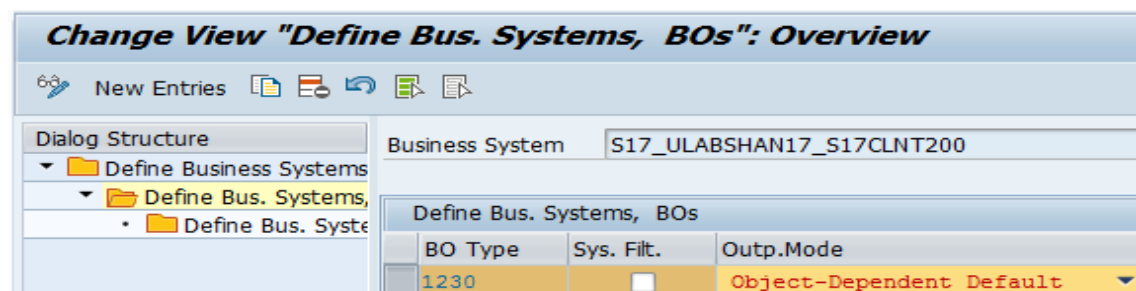 Change View "Define Bus. Systems, BOs": Overview
New Entries
Dialog Structure
Define Business Systems
Define Bus. Systems,
Define Bus. Syste
Business System S17_ULABSHAN17_S17CLNT200
Define Bus. Systems, BOs
BO Type Sys. Filt. Outp.Mode
1230 Object-Dependent Default